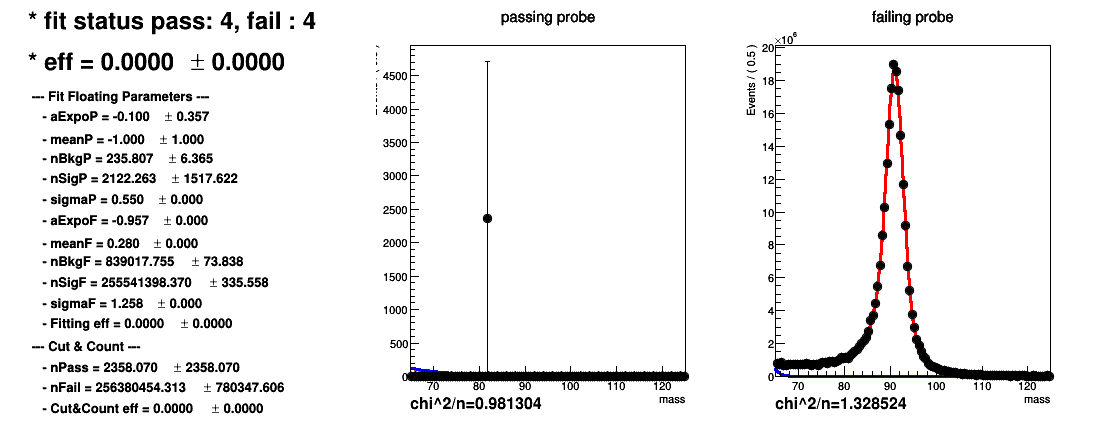 * fit status pass: 4, fail : 4
* eff = 0.0000 ± 0.0000
--- Fit Floating Parameters ---
- aExpoP = -0.100 ± 0.357
- meanP = -1.000 ± 1.000
- nBkgP = 235.807 ± 6.365
- nSigP = 2122.263 ± 1517.622
- sigmaP = 0.550 ± 0.000
- aExpoF = -0.957 ± 0.000
- meanF = 0.280 ± 0.000
- nBkgF = 839017.755 ± 73.838
- nSigF = 255541398.370 ± 335.558
- sigmaF = 1.258 ± 0.000
- Fitting eff = 0.0000 ± 0.0000
--- Cut & Count ---
- nPass = 2358.070 ± 2358.070
- nFail = 256380454.313 ± 780347.606
- Cut&Count eff = 0.0000 ± 0.0000
passing probe
4500
4000
3500
3000
2500
2000
1500
1000
500
0
70 80 90 100 110 120
mass
chi^2/n=0.981304
failing probe
×10⁶
Events / ( 0.5 )
20
18
16
14
12
10
8
6
4
2
0
70 80 90 100 110 120
mass
chi^2/n=1.328524